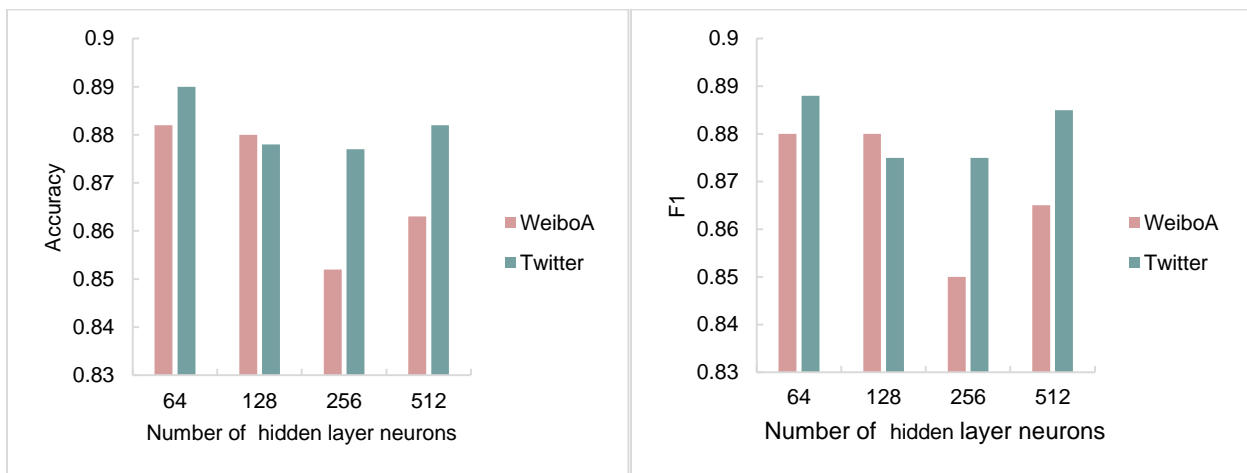 0.9
0.89
0.88
0.87
0.86
0.85
0.84
0.83
Accuracy
64 128 256 512
Number of hidden layer neurons
WeiboA
Twitter
0.9
0.89
0.88
0.87
0.86
0.85
0.84
0.83
F1
64 128 256 512
Number of hidden layer neurons
WeiboA
Twitter